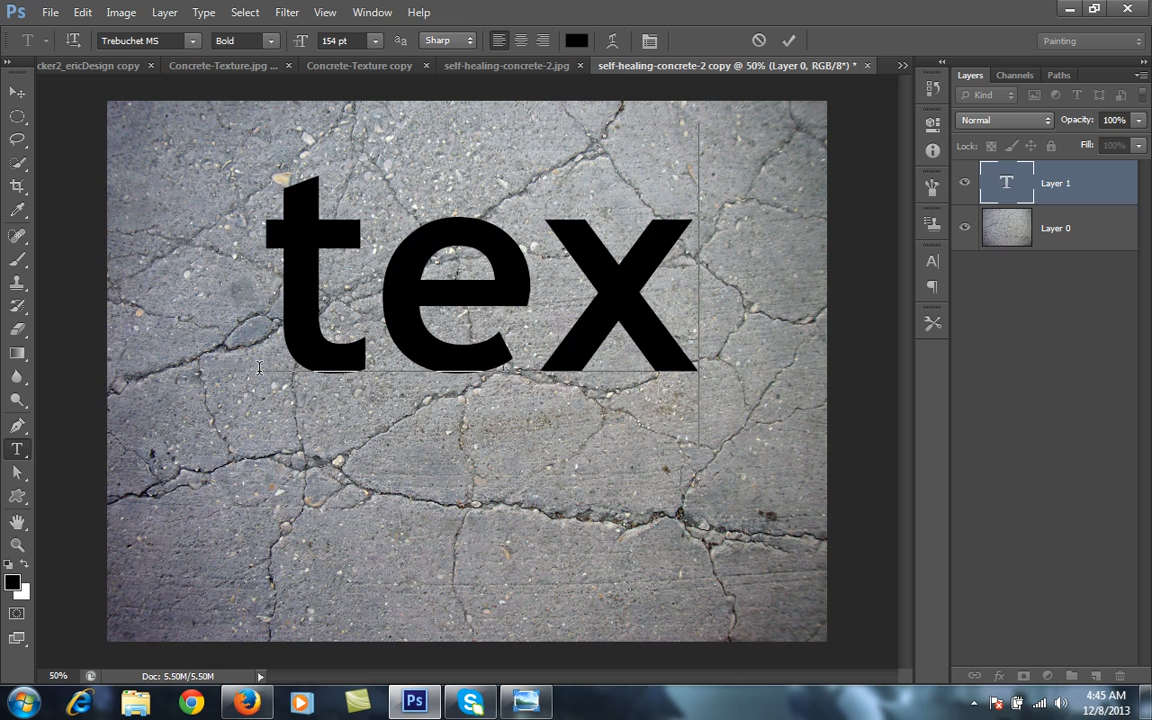 Ps File Edit Image Layer Type Select Filter View Window Help
T Trebuchet MS Bold 154 pt Sharp Painting
cker2_ericDesign copy × Concrete-Texture.jpg ... × Concrete-Texture copy × self-healing-concrete-2.jpg × self-healing-concrete-2 copy @ 50% (Layer 0, RGB/8*) * ×
Layers Channels Paths
Kind
Normal Opacity: 100%
Lock: Fill: 100%
T Layer 1
Layer 0
tex
50% Doc: 5.50M/5.50M
Ps
4:45 AM
12/8/2013